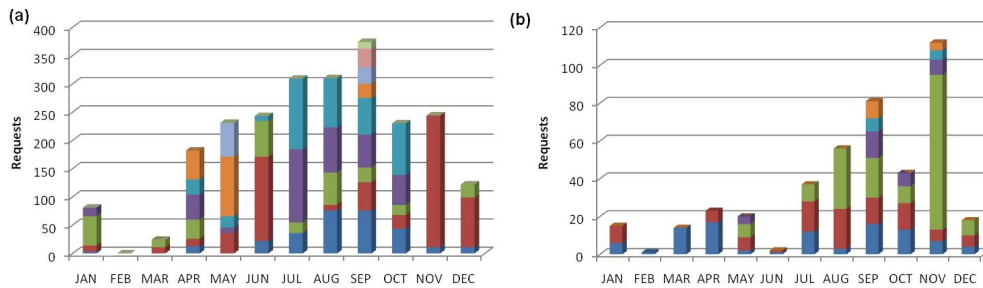 (a)
Requests
400
350
300
250
200
150
100
50
0
JAN FEB MAR APR MAY JUN JUL AUG SEP OCT NOV DEC
(b)
Requests
120
100
80
60
40
20
0
JAN FEB MAR APR MAY JUN JUL AUG SEP OCT NOV DEC